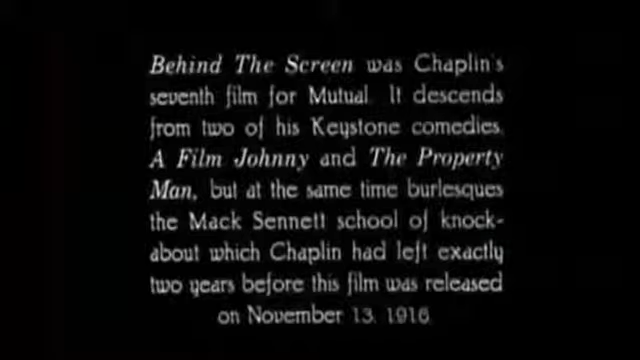 Behind The Screen was Chaplin's
seventh film for Mutual. It descends
from two of his Keystone comedies,
A Film Johnny and The Property
Man, but at the same time burlesques
the Mack Sennett school of knock-
about which Chaplin had left exactly
two years before this film was released
on November 13, 1916